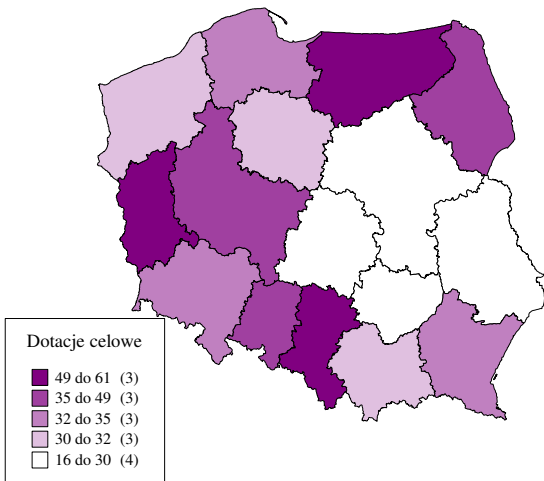 Dotacje celowe
49 do 61 (3)
35 do 49 (3)
32 do 35 (3)
30 do 32 (3)
16 do 30 (4)